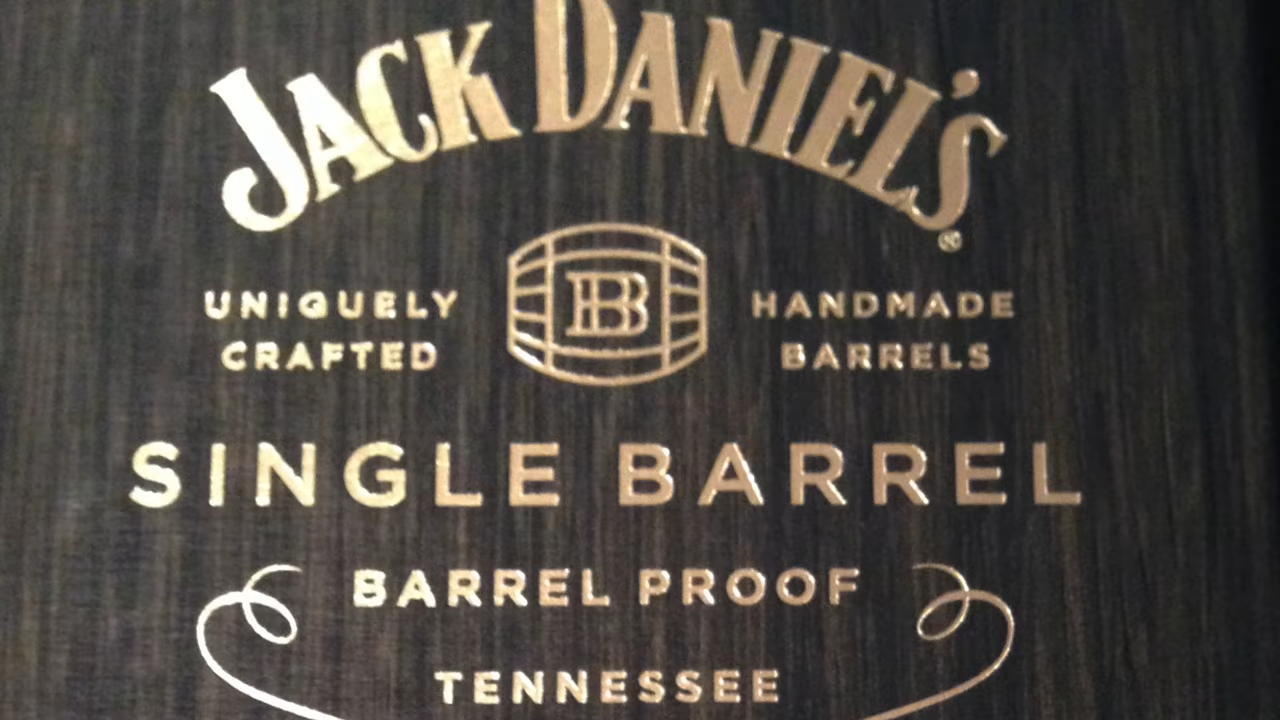 JACK DANIEL'S®
UNIQUELY CRAFTED
B
HANDMADE BARRELS
SINGLE BARREL
BARREL PROOF
TENNESSEE